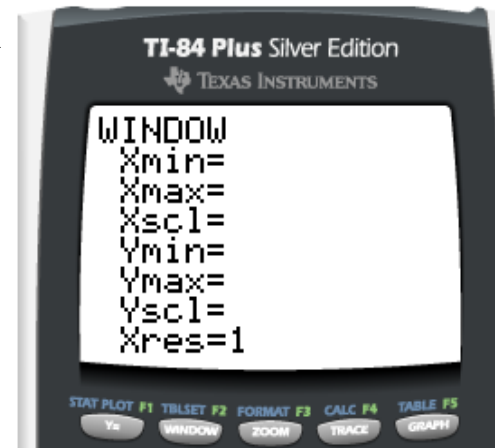 TI-84 Plus Silver Edition
TEXAS INSTRUMENTS
WINDOW
Xmin=
Xmax=
Xscl=
Ymin=
Ymax=
Yscl=
Xres=1
STAT PLOT F1 TBLSET F2 FORMAT F3 CALC F4 TABLE F5
Y= WINDOW ZOOM TRACE GRAPH